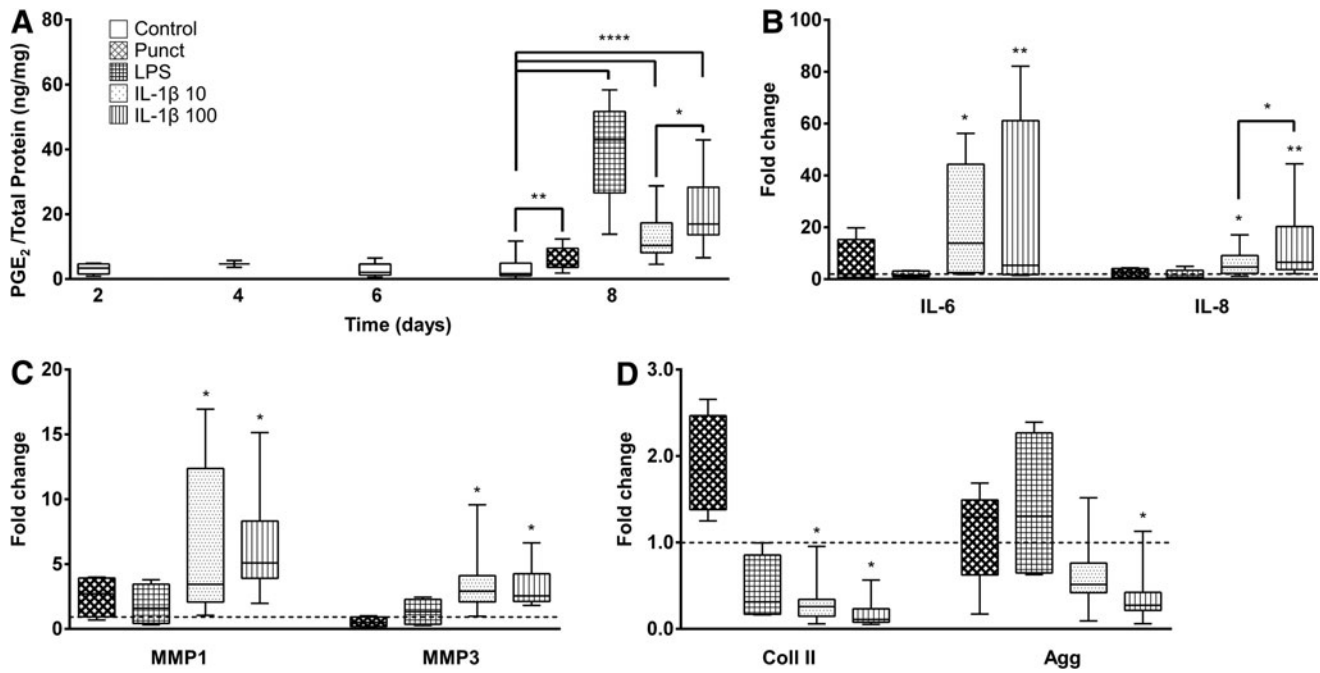 A
PGE2 /Total Protein (ng/mg)
80
60
40
20
0
Control
Punct
LPS
IL-1β 10
IL-1β 100
****
**
*
2 4 6 8
Time (days)
B
Fold change
100
80
60
40
20
0
*
**
*
*
**
IL-6 IL-8
C
Fold change
20
15
10
5
0
*
*
*
*
MMP1 MMP3
D
Fold change
3.0
2.0
1.0
0.0
*
*
*
Coll II Agg